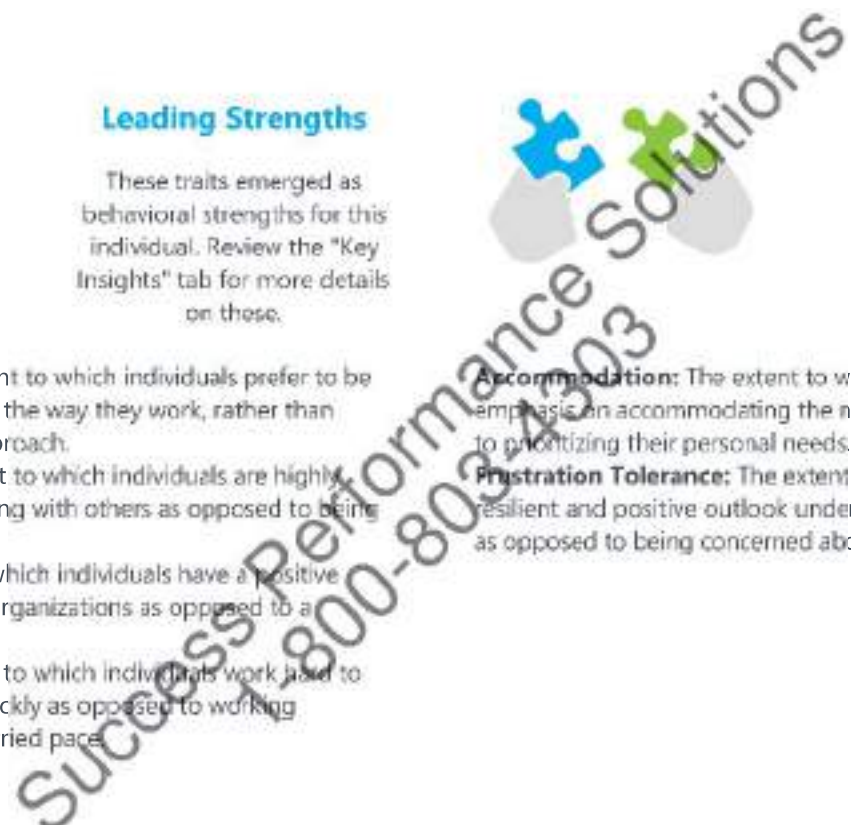 Leading Strengths
These traits emerged as
behavioral strengths for this
individual. Review the "Key
Insights" tab for more details
on these.
nt to which individuals prefer to be
the way they work, rather than
roach.
t to which individuals are highly
ng with others as opposed to being
which individuals have a positive
rganizations as opposed to a
to which individuals work hard to
ckly as opposed to working
ried pace.
Accommodation: The extent to w
emphasis on accommodating the n
to prioritizing their personal needs.
Frustration Tolerance: The extent
resilient and positive outlook under
as opposed to being concerned abo
Success Performance Solutions
1-800-803-4303